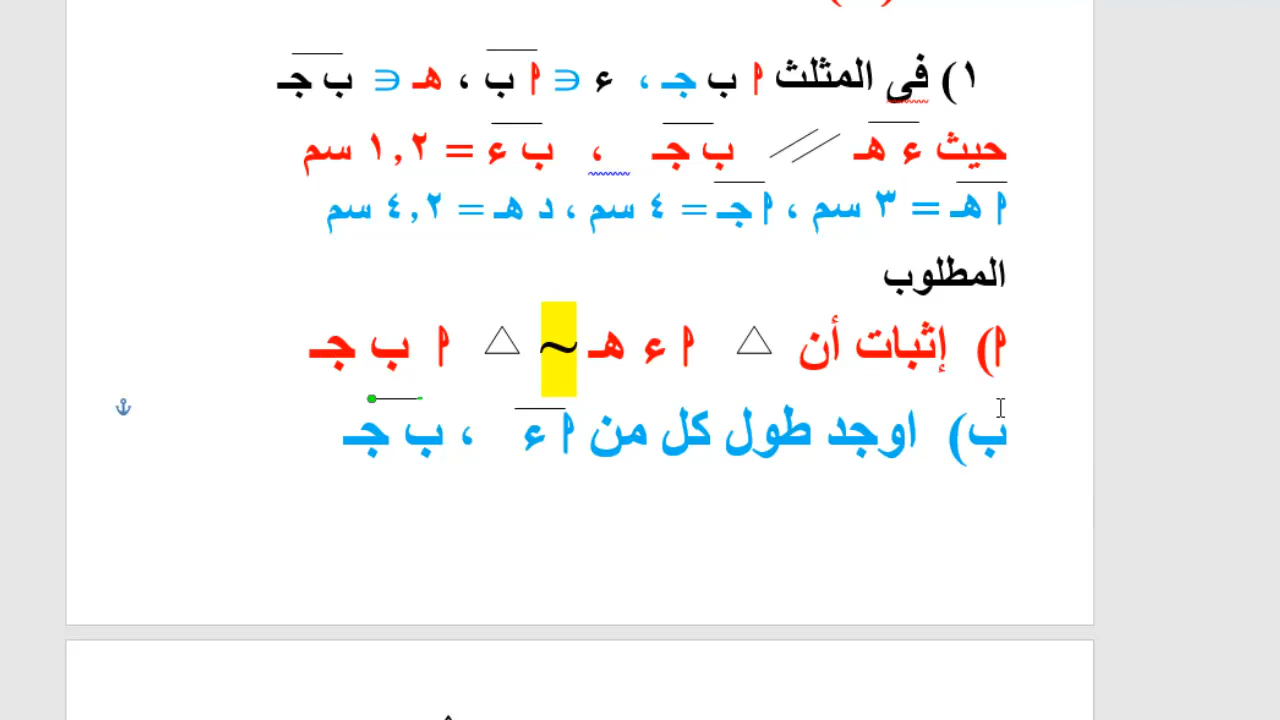 ١) فى المثلث ا ب جـ ، ء ∈ ا ب ، هـ ∈ ب جـ
حيث ء هـ // ب جـ ، ب ء = ١,٢ سم
ا هـ = ٣ سم ، ا جـ = ٤ سم ، د هـ = ٤,٢ سم
المطلوب
ا) إثبات أن △ ا ء هـ ~ △ ا ب جـ
ب) اوجد طول كل من ا ء ، ب جـ